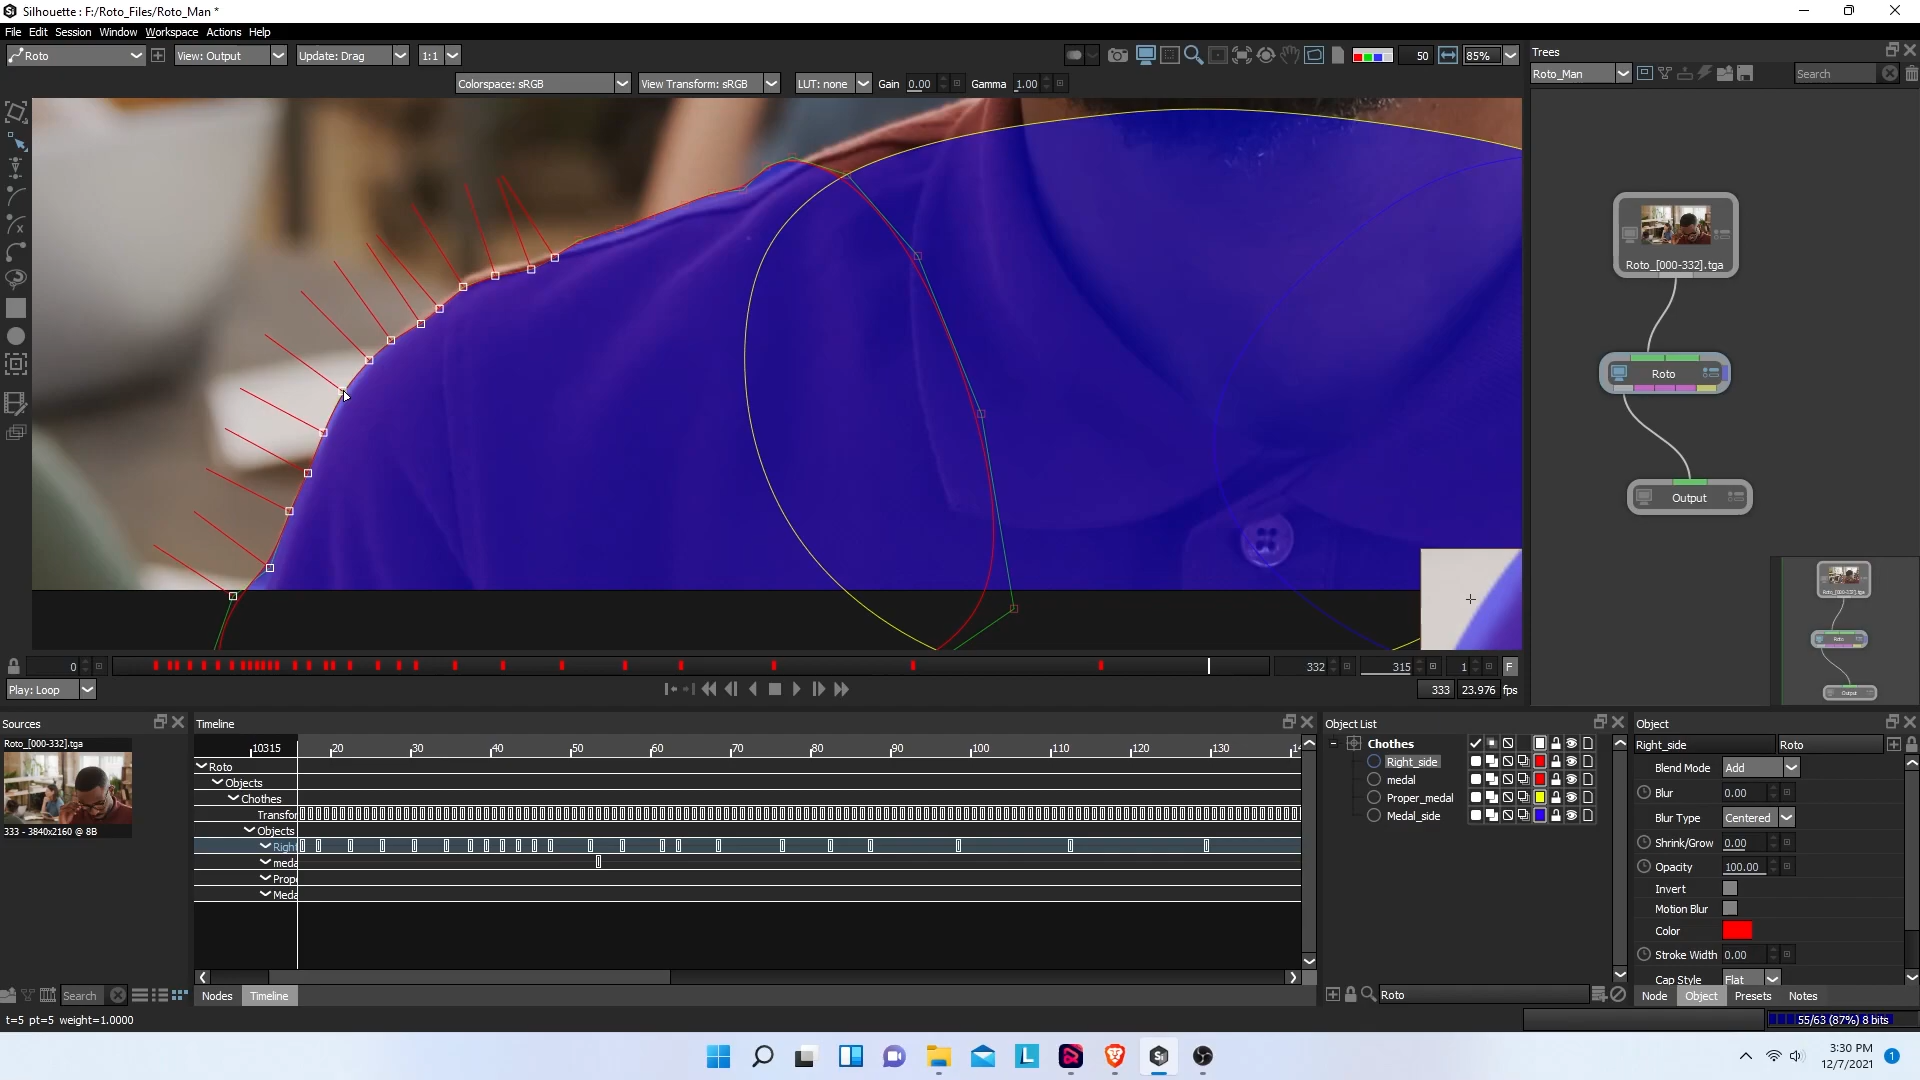 Silhouette : F:/Roto_Files/Roto_Man *
File Edit Session Window Workspace Actions Help
Roto View: Output Update: Drag 1:1 50 85%
Colorspace: sRGB View Transform: sRGB LUT: none Gain 0.00 Gamma 1.00
Trees
Roto_Man Search
Roto_[000-332].tga
Roto
Output
0 332 315 1 F
Play: Loop 333 23.976 fps
Sources
Roto_[000-332].tga
333 - 3840x2160 @ 8B
Search
Timeline
10315 20 30 40 50 60 70 80 90 100 110 120 130 14
Roto
Objects
Chothes
Transfor
Objects
Right
meda
Prope
Meda
Nodes Timeline
Object List
Chothes
Right_side
medal
Proper_medal
Medal_side
Roto
Object
Right_side Roto
Blend Mode Add
Blur 0.00
Blur Type Centered
Shrink/Grow 0.00
Opacity 100.00
Invert
Motion Blur
Color
Stroke Width 0.00
Cap Style Flat
Node Object Presets Notes
t=5 pt=5 weight=1.0000
55/63 (87%) 8 bits
3:30 PM
12/7/2021
1